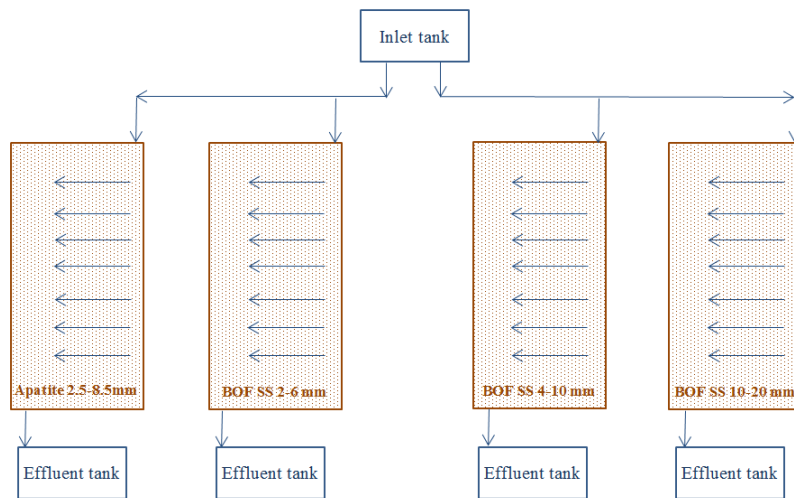 Inlet tank
Apatite 2.5-8.5mm
BOF SS 2-6 mm
BOF SS 4-10 mm
BOF SS 10-20 mm
Effluent tank
Effluent tank
Effluent tank
Effluent tank